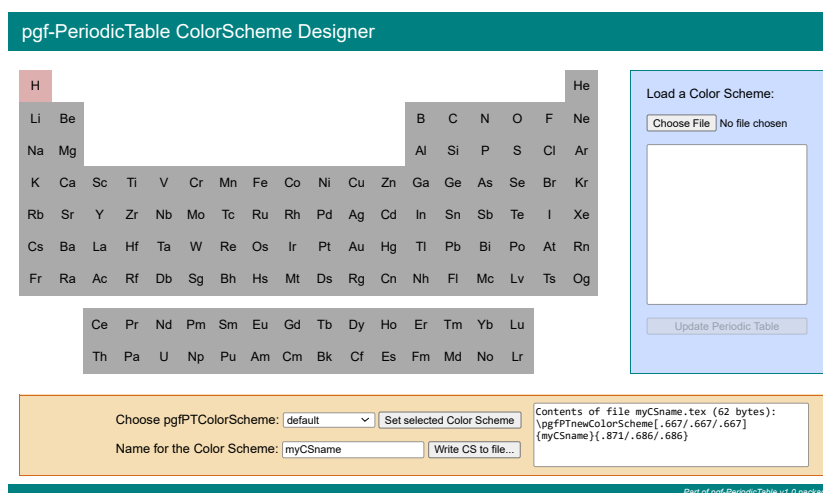 pgf-PeriodicTable ColorScheme Designer
H He
Li Be B C N O F Ne
Na Mg Al Si P S Cl Ar
K Ca Sc Ti V Cr Mn Fe Co Ni Cu Zn Ga Ge As Se Br Kr
Rb Sr Y Zr Nb Mo Tc Ru Rh Pd Ag Cd In Sn Sb Te I Xe
Cs Ba La Hf Ta W Re Os Ir Pt Au Hg Tl Pb Bi Po At Rn
Fr Ra Ac Rf Db Sg Bh Hs Mt Ds Rg Cn Nh Fl Mc Lv Ts Og
Ce Pr Nd Pm Sm Eu Gd Tb Dy Ho Er Tm Yb Lu
Th Pa U Np Pu Am Cm Bk Cf Es Fm Md No Lr
Load a Color Scheme:
Choose File No file chosen
Update Periodic Table
Choose pgfPTColorScheme: default Set selected Color Scheme
Name for the Color Scheme: myCSname Write CS to file...
Contents of file myCSname.tex (62 bytes):
\pgfPTnewColorScheme[.667/.667/.667]
{myCSname}{.871/.686/.686}
Part of pgf-PeriodicTable v1.0 package